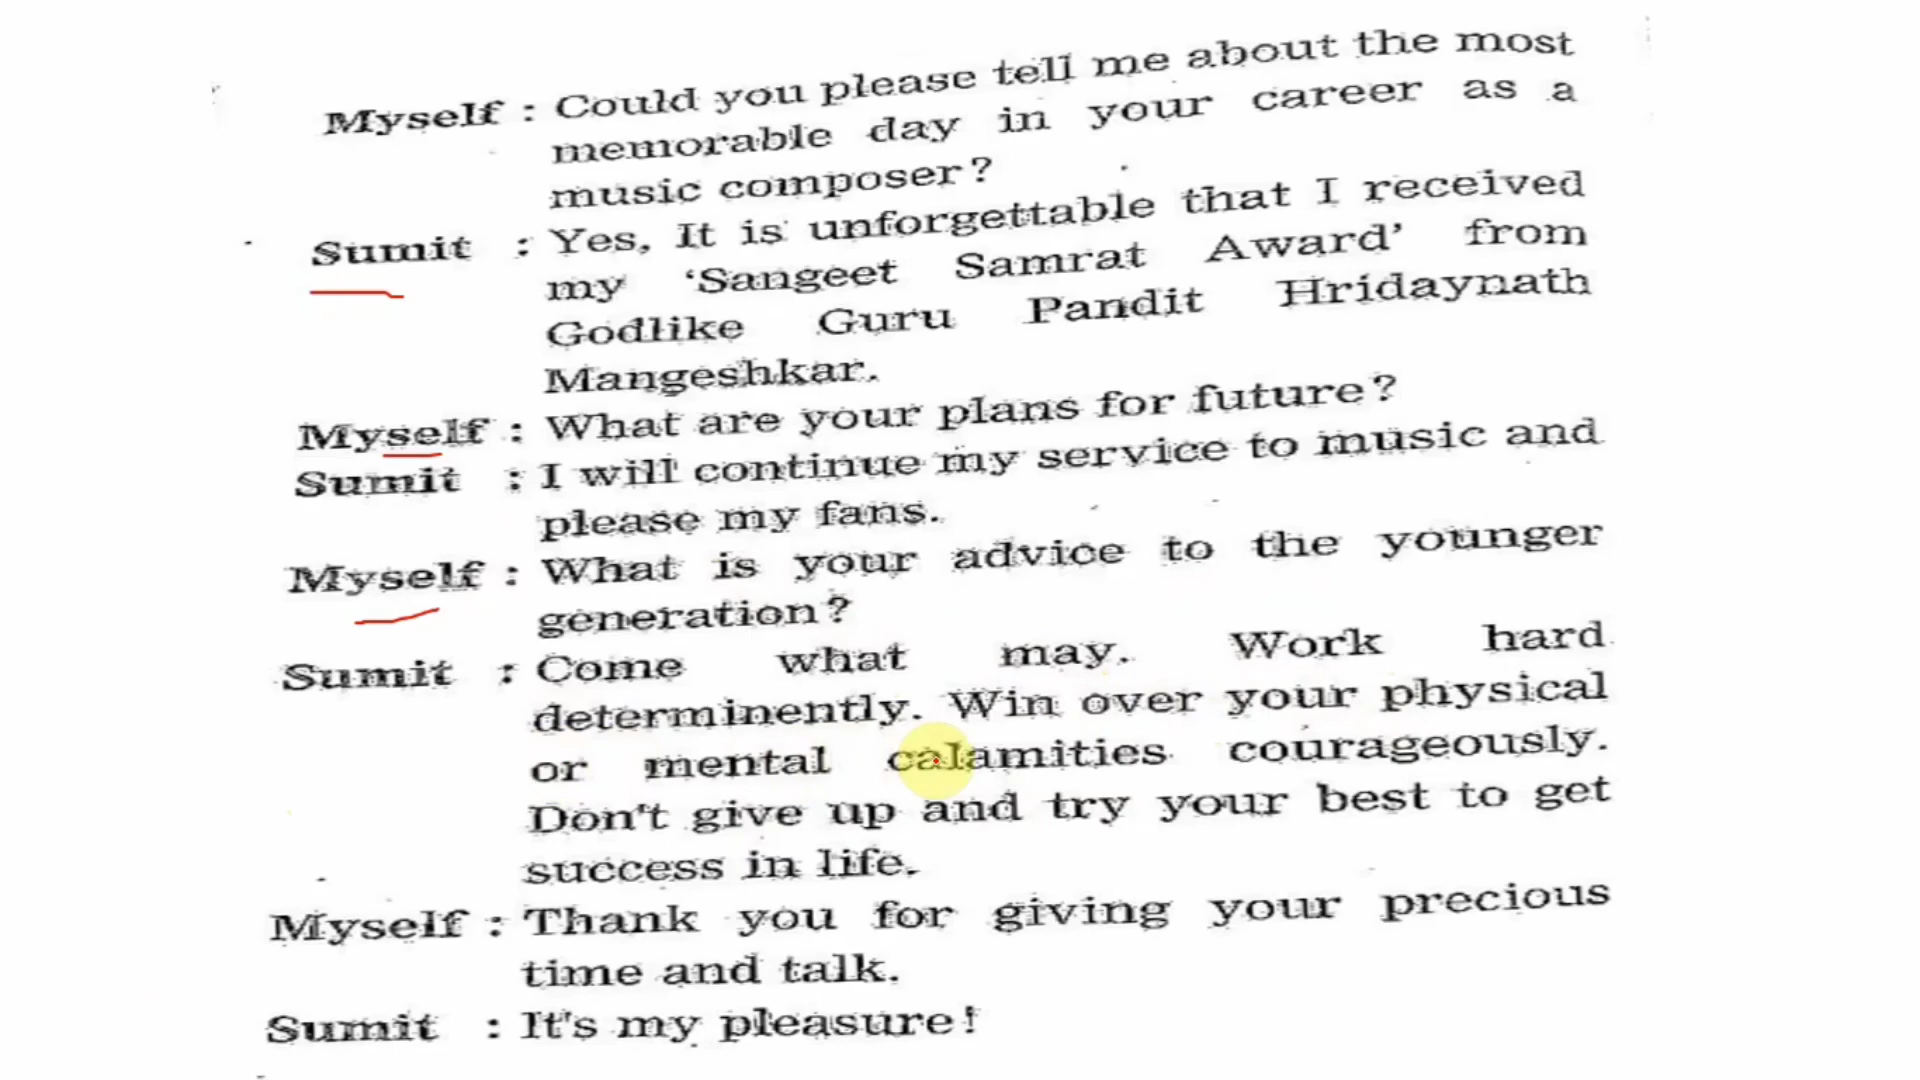 Myself : Could you please tell me about the most
memorable day in your career as a
music composer?
Sumit : Yes, It is unforgettable that I received
my 'Sangeet Samrat Award' from
Godlike Guru Pandit Hridaynath
Mangeshkar.
Myself : What are your plans for future?
Sumit : I will continue my service to music and
please my fans.
Myself : What is your advice to the younger
generation?
Sumit : Come what may. Work hard
determinently. Win over your physical
or mental calamities courageously.
Don't give up and try your best to get
success in life.
Myself : Thank you for giving your precious
time and talk.
Sumit : It's my pleasure!